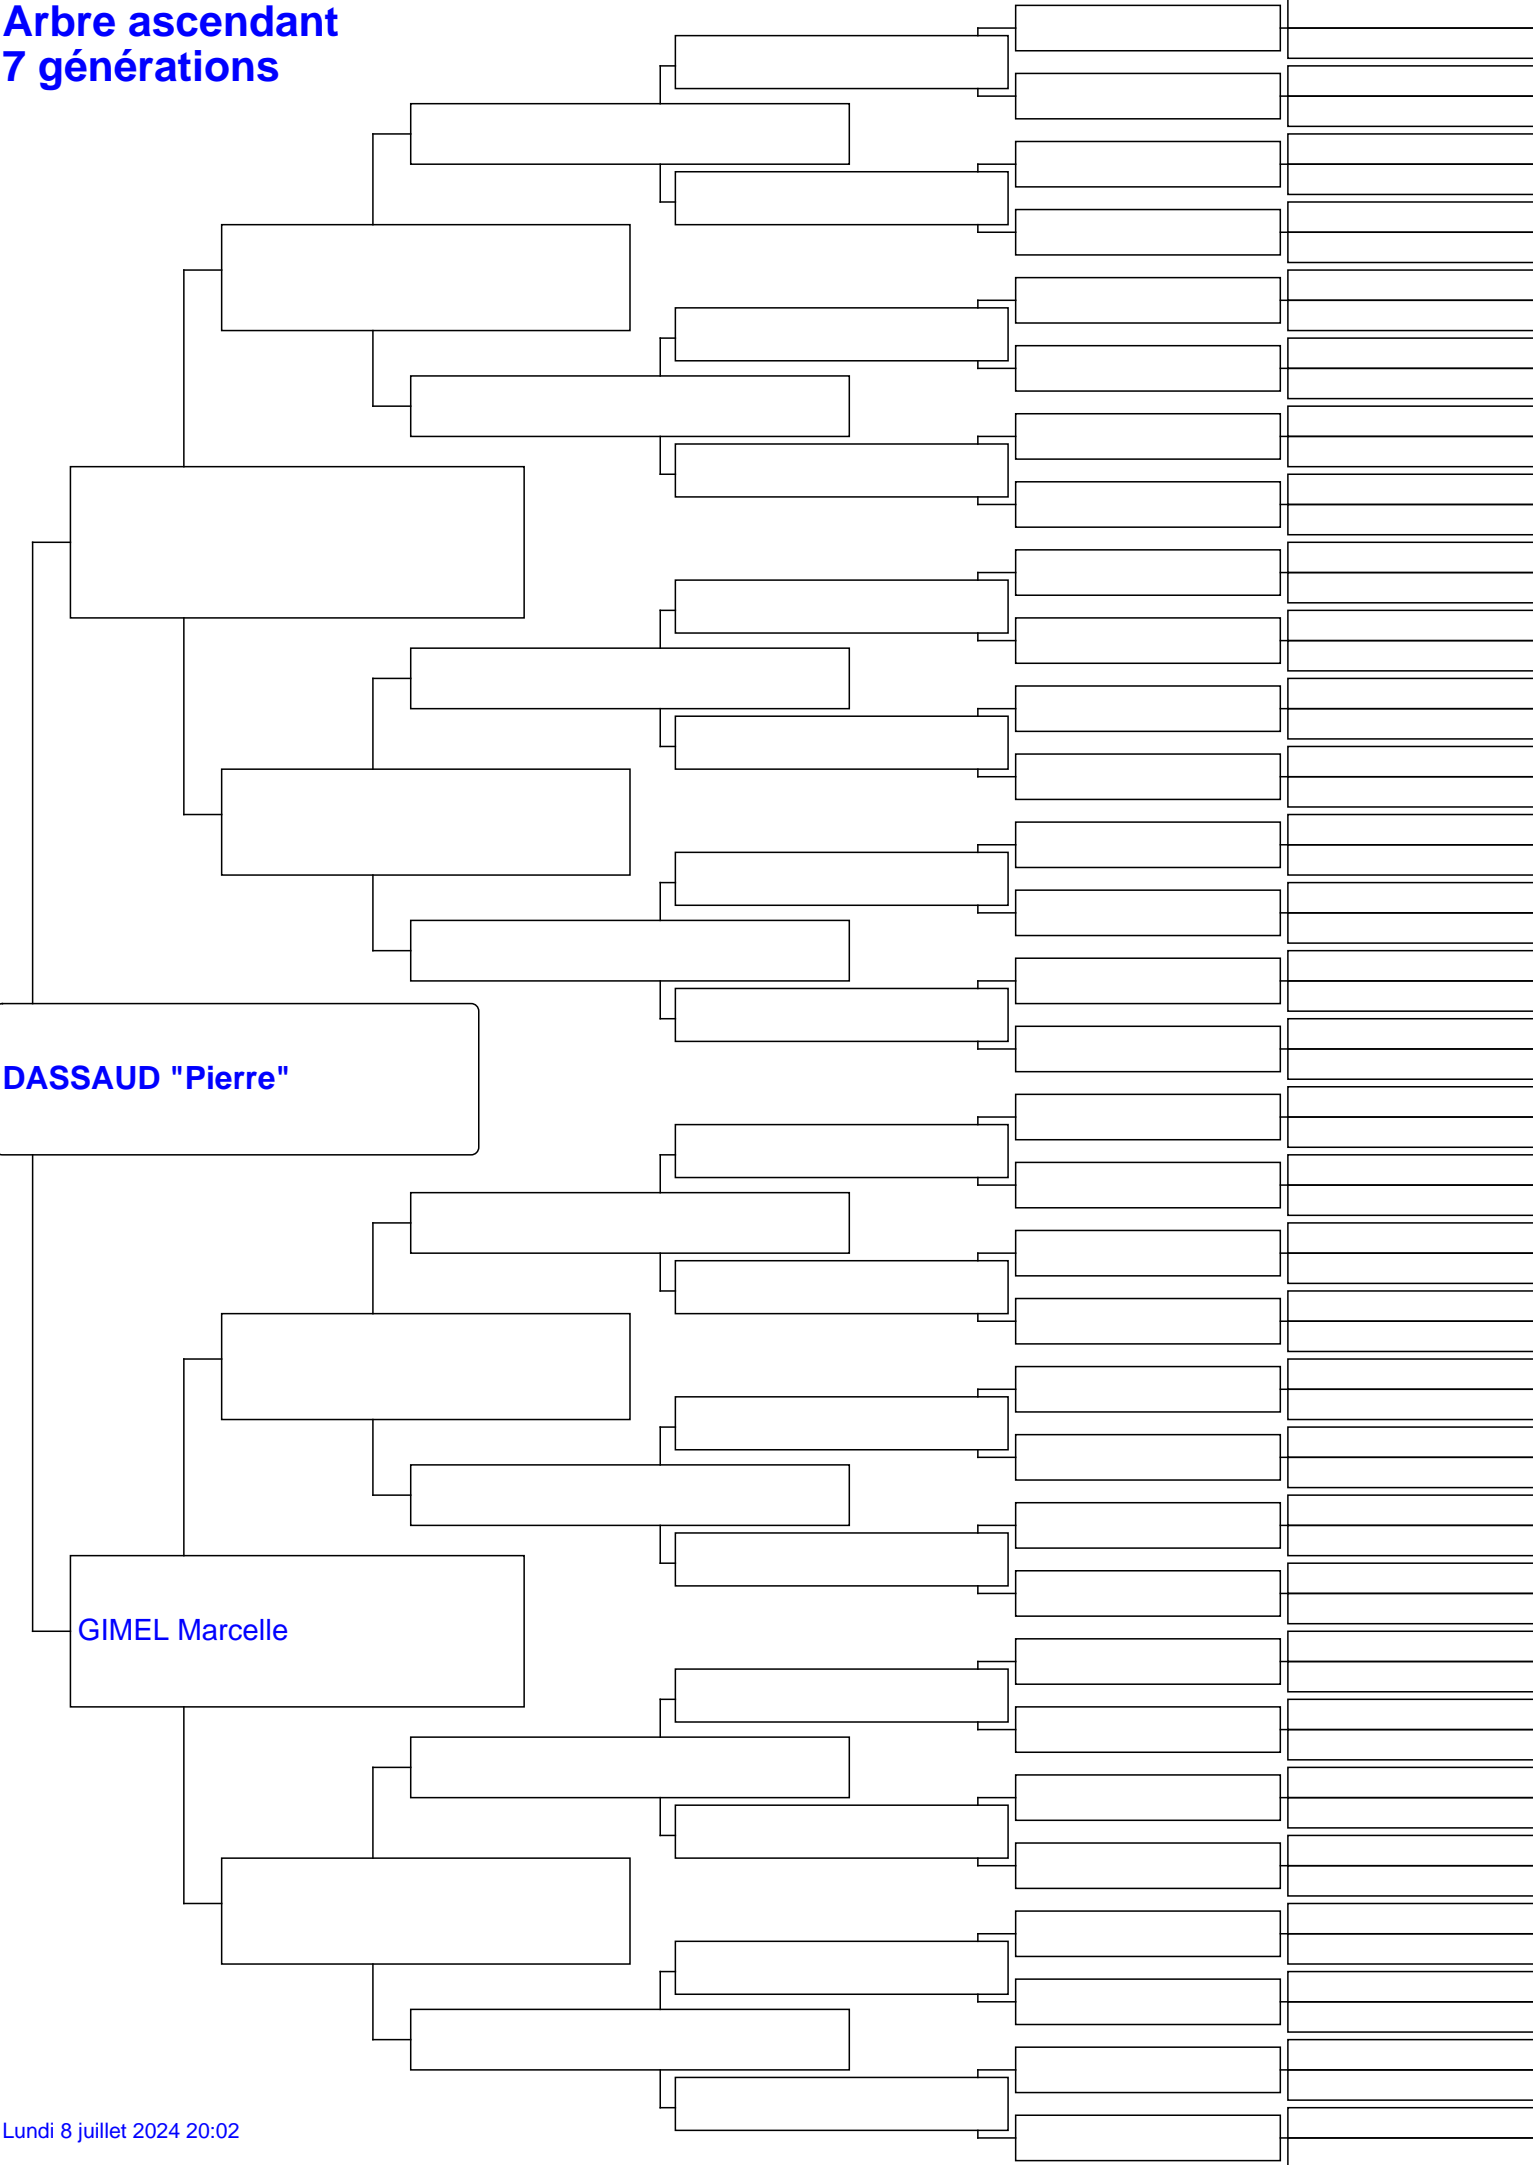 Arbre ascendant
7 générations
DASSAUD "Pierre"
GIMEL Marcelle
Lundi 8 juillet 2024 20:02